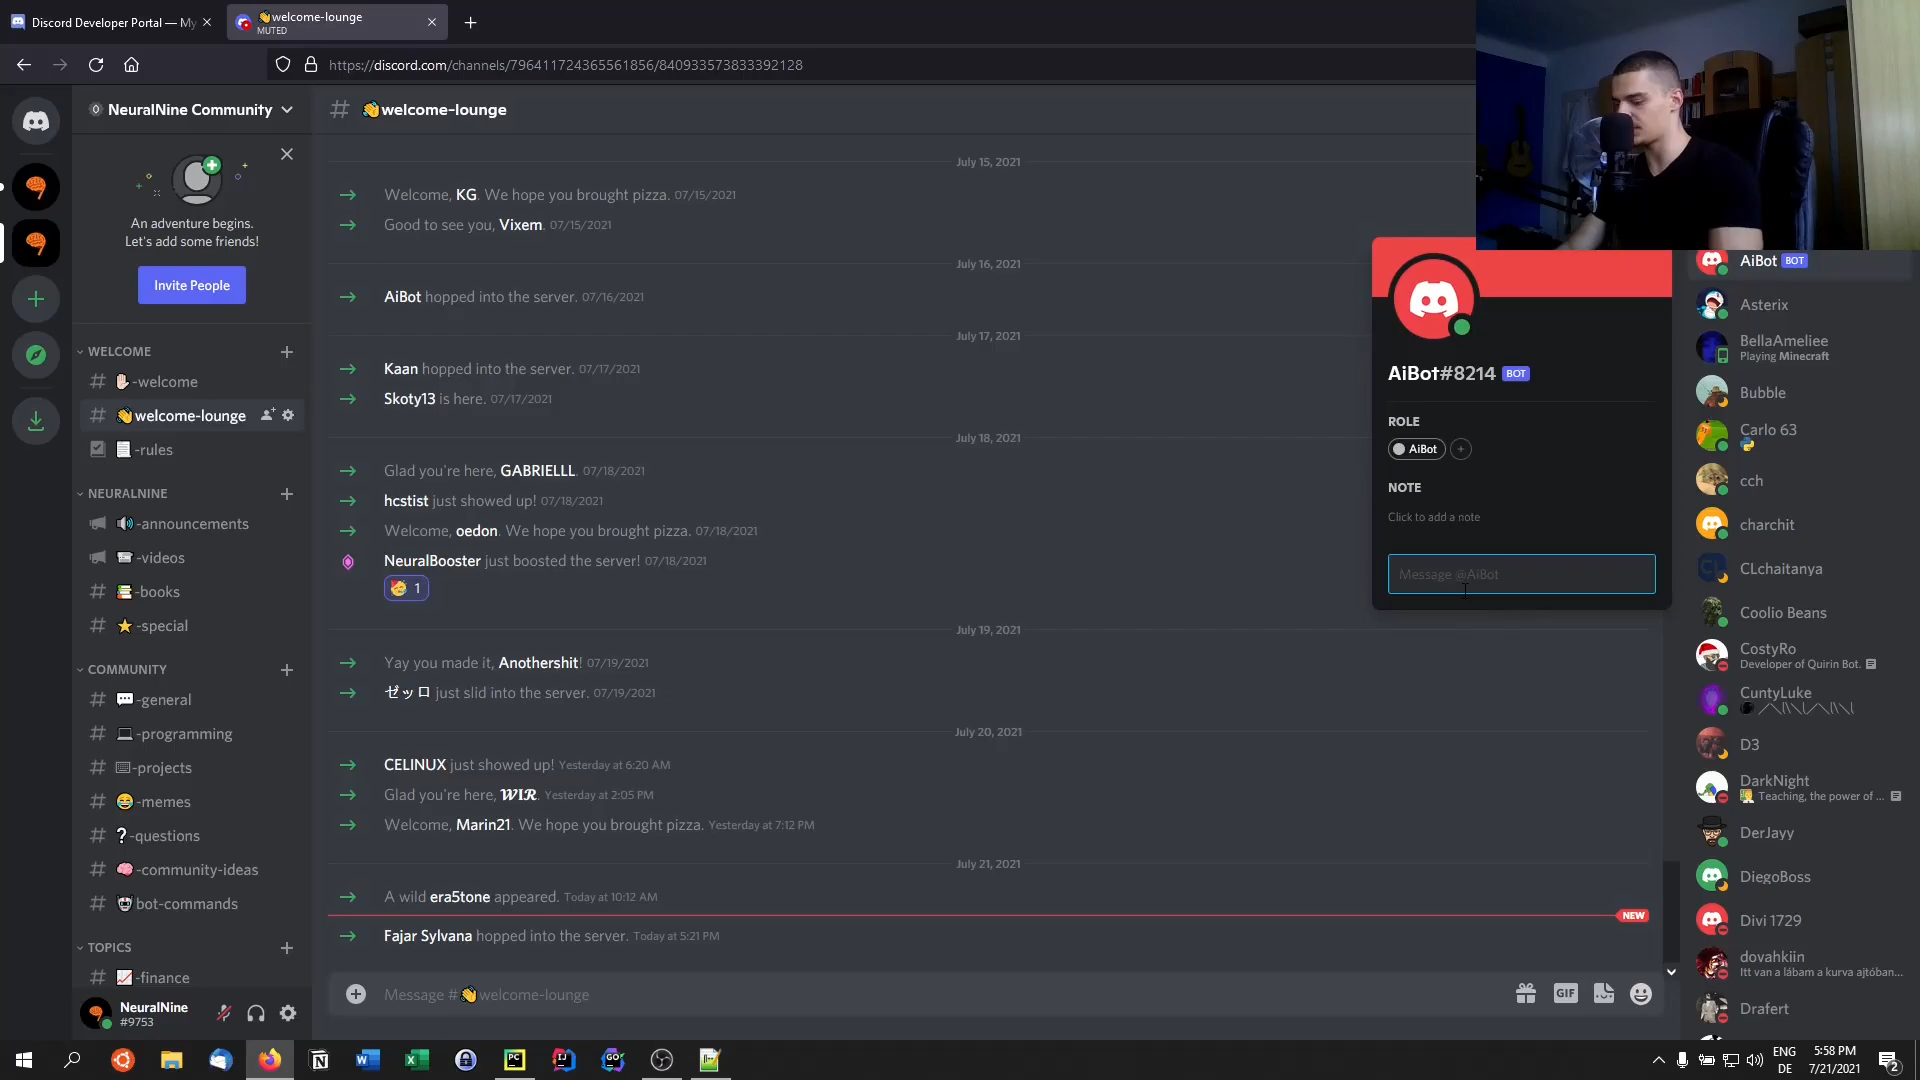 Discord Developer Portal — My
👋welcome-lounge
MUTED
https://discord.com/channels/796411724365561856/840933573833392128
NeuralNine Community
An adventure begins.
Let's add some friends!
Invite People
WELCOME
✋-welcome
👋welcome-lounge
📃-rules
NEURALNINE
🔊-announcements
📽-videos
📚-books
⭐-special
COMMUNITY
💬-general
💻-programming
⌨-projects
😂-memes
❓-questions
🧠-community-ideas
🤖bot-commands
TOPICS
📈-finance
NeuralNine
#9753
# 👋welcome-lounge
July 15, 2021
Welcome, KG. We hope you brought pizza. 07/15/2021
Good to see you, Vixem. 07/15/2021
July 16, 2021
AiBot hopped into the server. 07/16/2021
July 17, 2021
Kaan hopped into the server. 07/17/2021
Skoty13 is here. 07/17/2021
July 18, 2021
Glad you're here, GABRIELLL. 07/18/2021
hcstist just showed up! 07/18/2021
Welcome, oedon. We hope you brought pizza. 07/18/2021
NeuralBooster just boosted the server! 07/18/2021
🥳 1
July 19, 2021
Yay you made it, Anothershit! 07/19/2021
ゼッロ just slid into the server. 07/19/2021
July 20, 2021
CELINUX just showed up! Yesterday at 6:20 AM
Glad you're here, 𝑾𝑰𝑹. Yesterday at 2:05 PM
Welcome, Marin21. We hope you brought pizza. Yesterday at 7:12 PM
July 21, 2021
A wild era5tone appeared. Today at 10:12 AM
NEW
Fajar Sylvana hopped into the server. Today at 5:21 PM
Message #👋welcome-lounge
GIF
AiBot#8214 BOT
ROLE
AiBot +
NOTE
Click to add a note
Message @AiBot
AiBot BOT
Asterix
BellaAmeliee
Playing Minecraft
Bubble
Carlo 63
cch
charchit
CLchaitanya
Coolio Beans
CostyRo
Developer of Quirin Bot.
CuntyLuke
D3
DarkNight
Teaching, the power of ...
DerJayy
DiegoBoss
Divi 1729
dovahkiin
Itt van a lábam a kurva ajtóban...
Drafert
ENG
DE
5:58 PM
7/21/2021
2